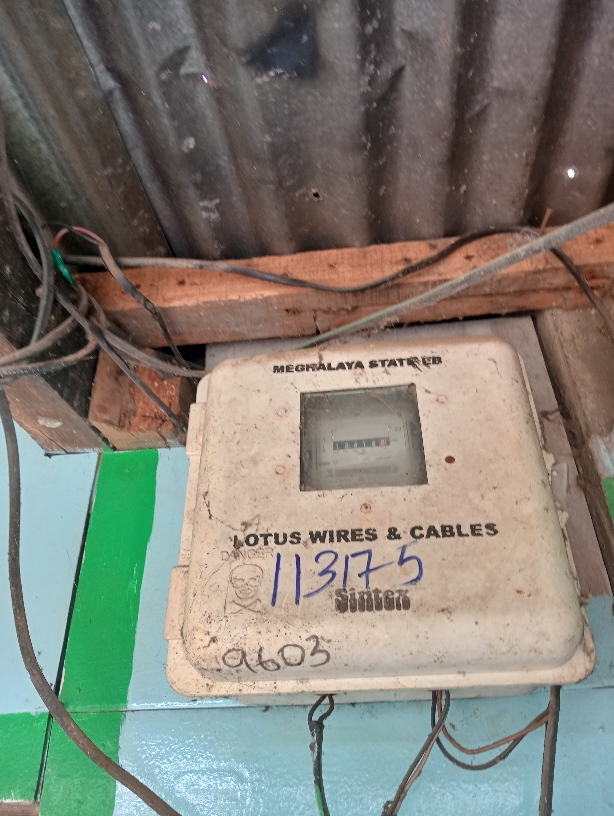 MEGHALAYA STATE EB
LOTUS WIRES & CABLES
DANGER
113175
Sintex
9603